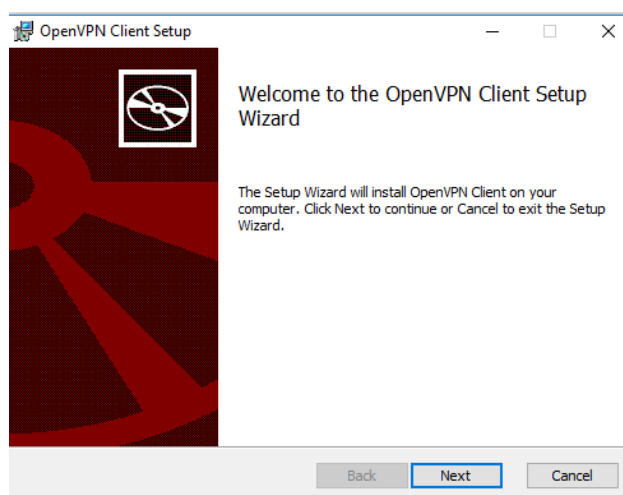 OpenVPN Client Setup
Welcome to the OpenVPN Client Setup
Wizard
The Setup Wizard will install OpenVPN Client on your
computer. Click Next to continue or Cancel to exit the Setup
Wizard.
Back Next Cancel